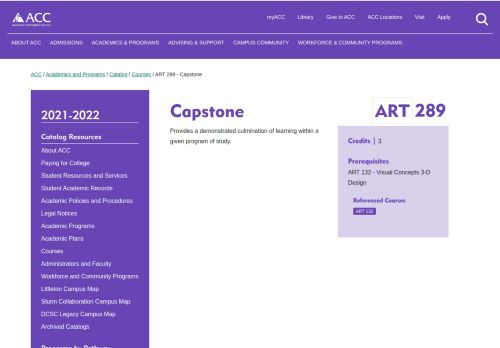 ACC
myACC Library Give to ACC ACC Locations Visit Apply
ABOUT ACC ADMISSIONS ACADEMICS & PROGRAMS ADVISING & SUPPORT CAMPUS COMMUNITY WORKFORCE & COMMUNITY PROGRAMS
ACC / Academics and Programs / Catalog / Courses / ART 289 - Capstone
2021-2022
Catalog Resources
About ACC
Paying for College
Student Resources and Services
Student Academic Records
Academic Policies and Procedures
Legal Notices
Academic Programs
Academic Plans
Courses
Administrators and Faculty
Workforce and Community Programs
Littleton Campus Map
Sturm Collaboration Campus Map
DCSC Legacy Campus Map
Archived Catalogs
Programs by Pathway
Capstone
Provides a demonstrated culmination of learning within a
given program of study.
ART 289
Credits | 3
Prerequisites
ART 132 - Visual Concepts 3-D
Design
Referenced Courses
ART 132